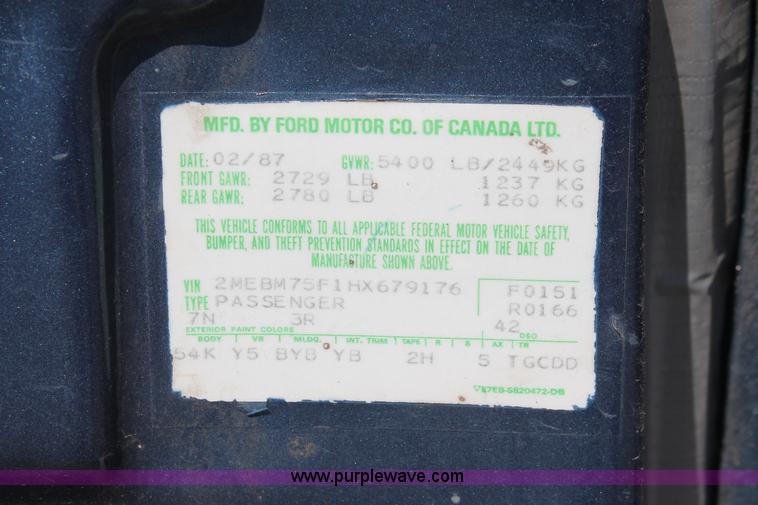 MFD. BY FORD MOTOR CO. OF CANADA LTD.
DATE: 02/87 GVWR: 5400 LB/2449KG
FRONT GAWR: 2729 LB 1237 KG
REAR GAWR: 2780 LB 1260 KG
THIS VEHICLE CONFORMS TO ALL APPLICABLE FEDERAL MOTOR VEHICLE SAFETY,
BUMPER, AND THEFT PREVENTION STANDARDS IN EFFECT ON THE DATE OF
MANUFACTURE SHOWN ABOVE.
VIN 2MEBM75F1HX679176 F0151
TYPE PASSENGER R0166
7N 3R 42
EXTERIOR PAINT COLORS DSO
BODY VR MLDG. INT. TRIM TAPE R S AX TR
54K Y5 BYB YB 2H 5 TGCDD
E7EB-5820472-DB
www.purplewave.com